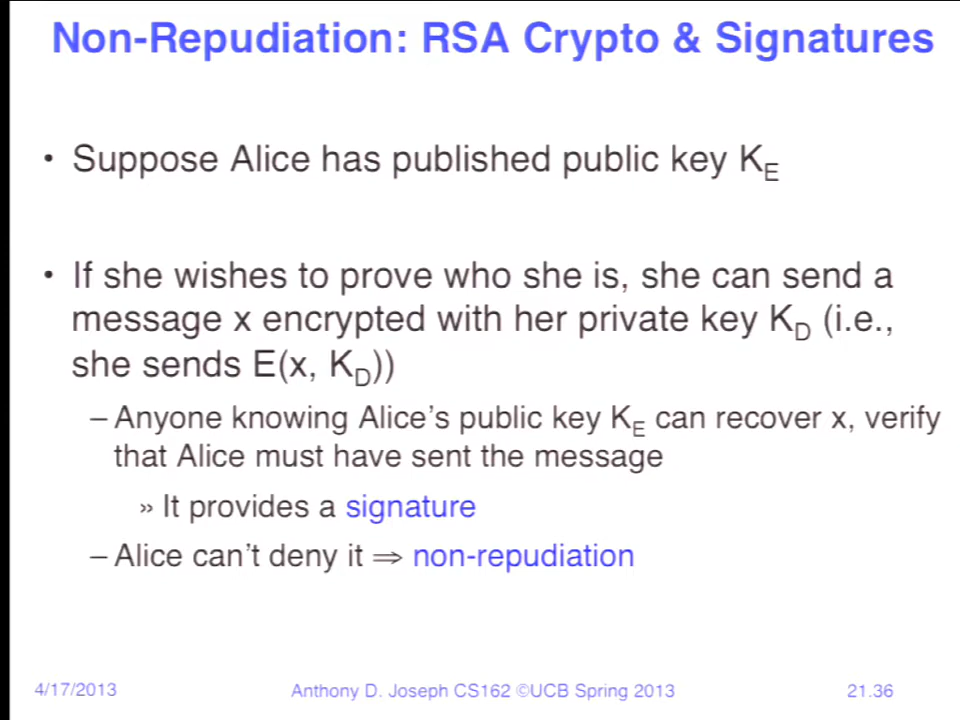 Non-Repudiation: RSA Crypto & Signatures
• Suppose Alice has published public key K_E
• If she wishes to prove who she is, she can send a
message x encrypted with her private key K_D (i.e.,
she sends E(x, K_D))
– Anyone knowing Alice's public key K_E can recover x, verify
that Alice must have sent the message
» It provides a signature
– Alice can't deny it ⇒ non-repudiation
4/17/2013 Anthony D. Joseph CS162 ©UCB Spring 2013 21.36